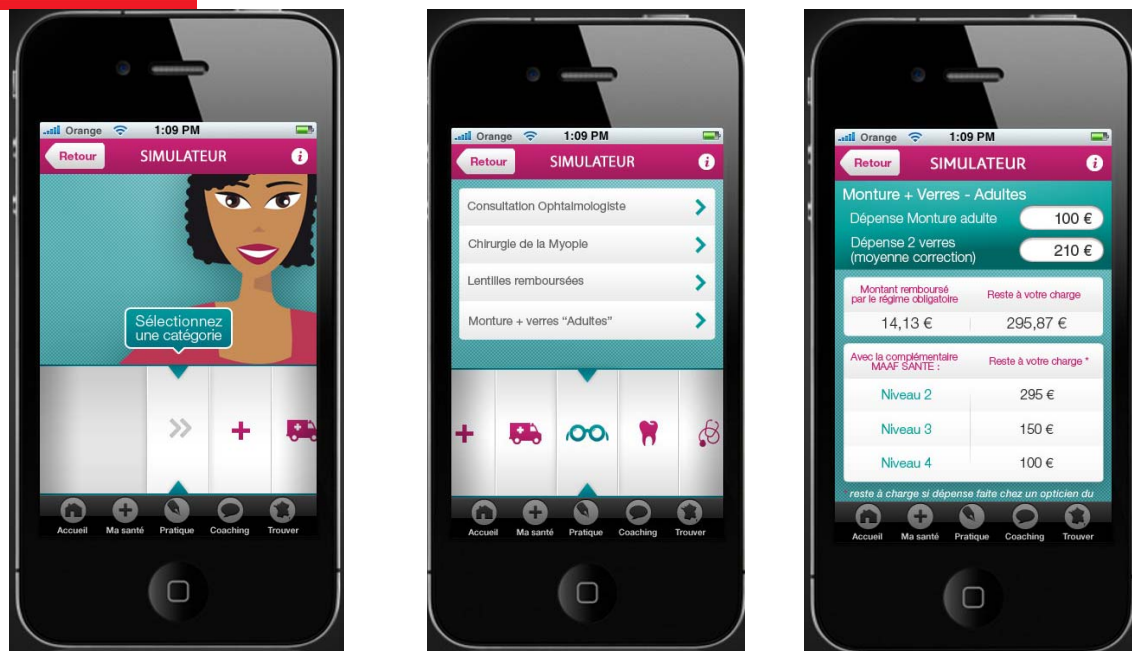 Orange 1:09 PM
Retour SIMULATEUR i
Sélectionnez
une catégorie
Accueil Ma santé Pratique Coaching Trouver
Orange 1:09 PM
Retour SIMULATEUR i
Consultation Ophtalmologiste
Chirurgie de la Myopie
Lentilles remboursées
Monture + verres “Adultes”
Accueil Ma santé Pratique Coaching Trouver
Orange 1:09 PM
Retour SIMULATEUR i
Monture + Verres - Adultes
Dépense Monture adulte 100 €
Dépense 2 verres
(moyenne correction) 210 €
Montant remboursé
par le régime obligatoire Reste à votre charge
14,13 € 295,87 €
Avec la complémentaire
MAAF SANTE : Reste à votre charge *
Niveau 2 295 €
Niveau 3 150 €
Niveau 4 100 €
reste à charge si dépense faite chez un opticien du
Accueil Ma santé Pratique Coaching Trouver